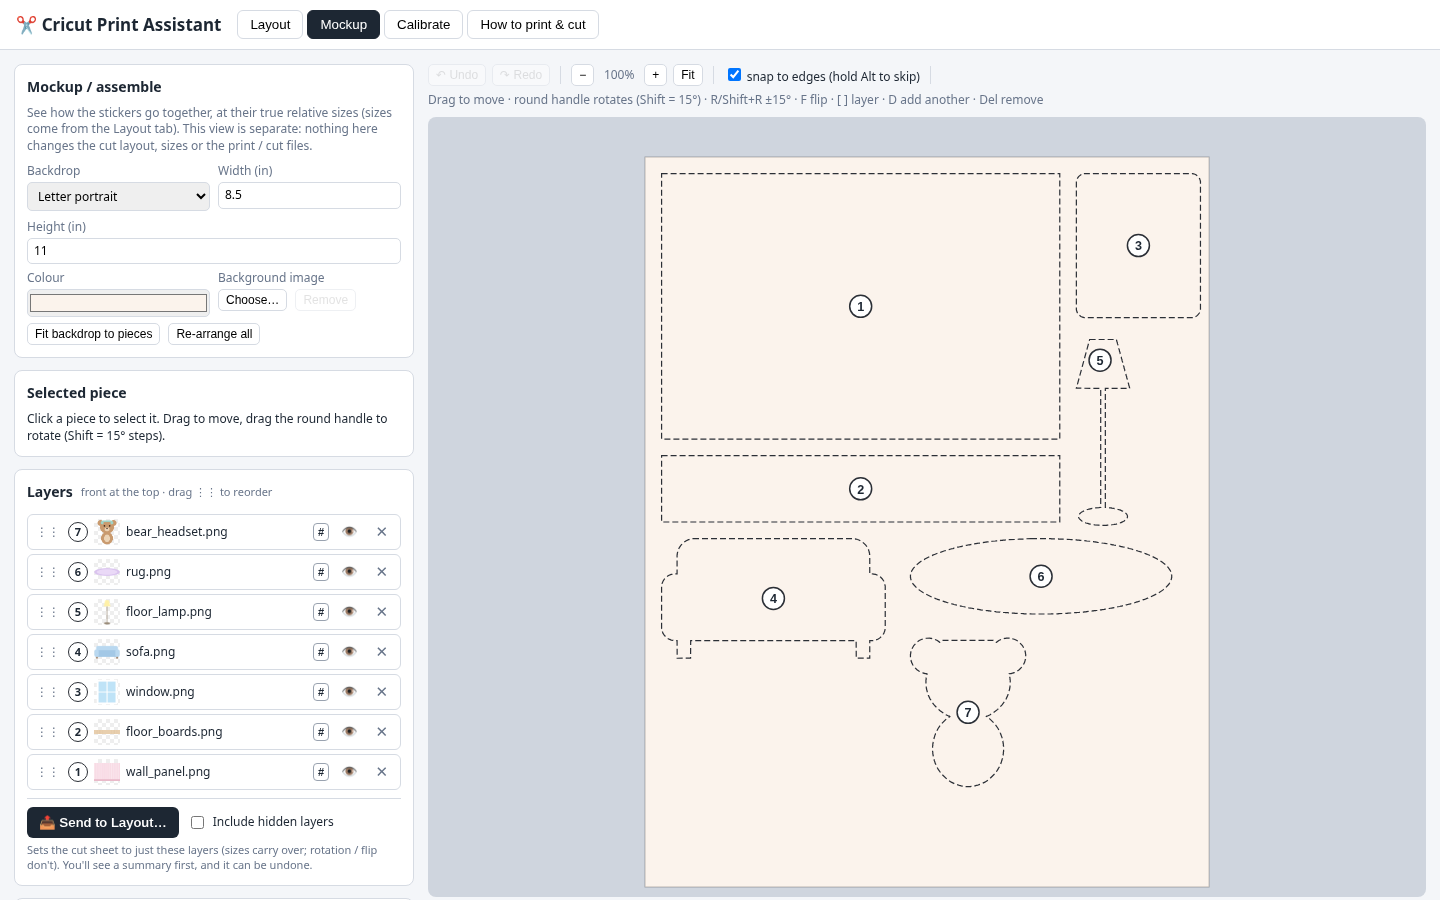 ✂️ Cricut Print Assistant
Layout
Mockup
Calibrate
How to print & cut
Mockup / assemble
See how the stickers go together, at their true relative sizes (sizes
come from the Layout tab). This view is separate: nothing here
changes the cut layout, sizes or the print / cut files.
Backdrop
Width (in)
Letter portrait
8.5
Height (in)
11
Colour
Background image
Choose…
Remove
Fit backdrop to pieces
Re-arrange all
Selected piece
Click a piece to select it. Drag to move, drag the round handle to
rotate (Shift = 15° steps).
Layers front at the top · drag ⋮⋮ to reorder
⋮⋮ 7 bear_headset.png # ✕
⋮⋮ 6 rug.png # ✕
⋮⋮ 5 floor_lamp.png # ✕
⋮⋮ 4 sofa.png # ✕
⋮⋮ 3 window.png # ✕
⋮⋮ 2 floor_boards.png # ✕
⋮⋮ 1 wall_panel.png # ✕
📤 Send to Layout…
Include hidden layers
Sets the cut sheet to just these layers (sizes carry over; rotation / flip
don't). You'll see a summary first, and it can be undone.
↶ Undo
↷ Redo
−
100%
+
Fit
snap to edges (hold Alt to skip)
Drag to move · round handle rotates (Shift = 15°) · R/Shift+R ±15° · F flip · [ ] layer · D add another · Del remove
1
3
5
2
4
6
7